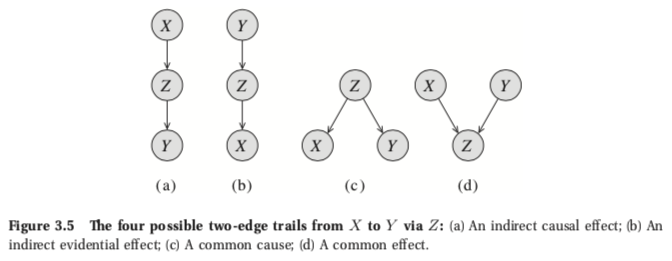 X Y
Z Z Z X Y
Y X X Y Z
(a) (b) (c) (d)
Figure 3.5 The four possible two-edge trails from X to Y via Z: (a) An indirect causal effect; (b) An
indirect evidential effect; (c) A common cause; (d) A common effect.